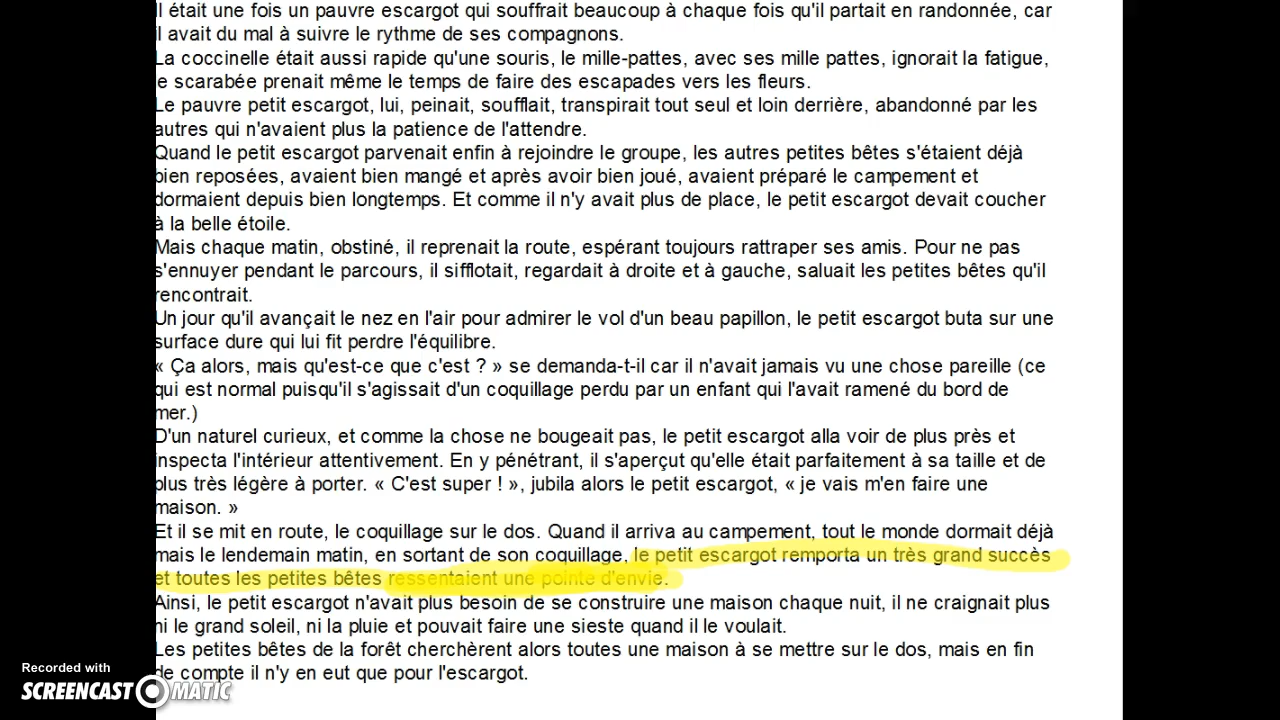 Il était une fois un pauvre escargot qui souffrait beaucoup à chaque fois qu'il partait en randonnée, car
il avait du mal à suivre le rythme de ses compagnons.
La coccinelle était aussi rapide qu'une souris, le mille-pattes, avec ses mille pattes, ignorait la fatigue,
le scarabée prenait même le temps de faire des escapades vers les fleurs.
Le pauvre petit escargot, lui, peinait, soufflait, transpirait tout seul et loin derrière, abandonné par les
autres qui n'avaient plus la patience de l'attendre.
Quand le petit escargot parvenait enfin à rejoindre le groupe, les autres petites bêtes s'étaient déjà
bien reposées, avaient bien mangé et après avoir bien joué, avaient préparé le campement et
dormaient depuis bien longtemps. Et comme il n'y avait plus de place, le petit escargot devait coucher
à la belle étoile.
Mais chaque matin, obstiné, il reprenait la route, espérant toujours rattraper ses amis. Pour ne pas
s'ennuyer pendant le parcours, il sifflotait, regardait à droite et à gauche, saluait les petites bêtes qu'il
rencontrait.
Un jour qu'il avançait le nez en l'air pour admirer le vol d'un beau papillon, le petit escargot buta sur une
surface dure qui lui fit perdre l'équilibre.
« Ça alors, mais qu'est-ce que c'est ? » se demanda-t-il car il n'avait jamais vu une chose pareille (ce
qui est normal puisqu'il s'agissait d'un coquillage perdu par un enfant qui l'avait ramené du bord de
mer.)
D'un naturel curieux, et comme la chose ne bougeait pas, le petit escargot alla voir de plus près et
inspecta l'intérieur attentivement. En y pénétrant, il s'aperçut qu'elle était parfaitement à sa taille et de
plus très légère à porter. « C'est super ! », jubila alors le petit escargot, « je vais m'en faire une
maison. »
Et il se mit en route, le coquillage sur le dos. Quand il arriva au campement, tout le monde dormait déjà
mais le lendemain matin, en sortant de son coquillage, le petit escargot remporta un très grand succès
et toutes les petites bêtes ressentaient une pointe d'envie.
Ainsi, le petit escargot n'avait plus besoin de se construire une maison chaque nuit, il ne craignait plus
ni le grand soleil, ni la pluie et pouvait faire une sieste quand il le voulait.
Les petites bêtes de la forêt cherchèrent alors toutes une maison à se mettre sur le dos, mais en fin
de compte il n'y en eut que pour l'escargot.
Recorded with
SCREENCAST MATIC